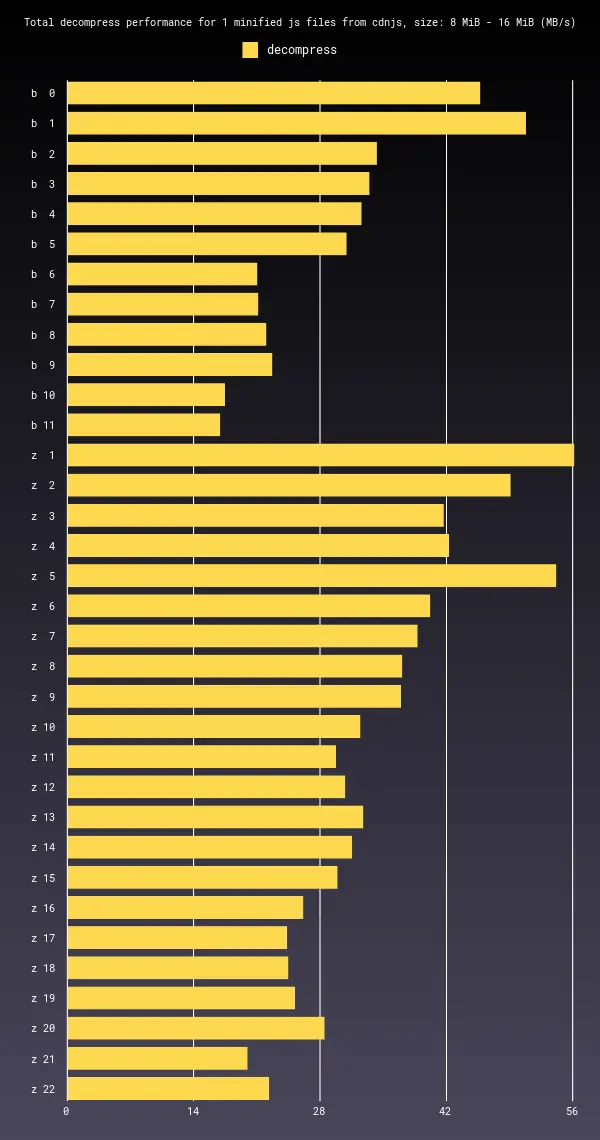 Total decompress performance for 1 minified js files from cdnjs, size: 8 MiB - 16 MiB (MB/s)
decompress
b 0
b 1
b 2
b 3
b 4
b 5
b 6
b 7
b 8
b 9
b 10
b 11
z 1
z 2
z 3
z 4
z 5
z 6
z 7
z 8
z 9
z 10
z 11
z 12
z 13
z 14
z 15
z 16
z 17
z 18
z 19
z 20
z 21
z 22
0 14 28 42 56